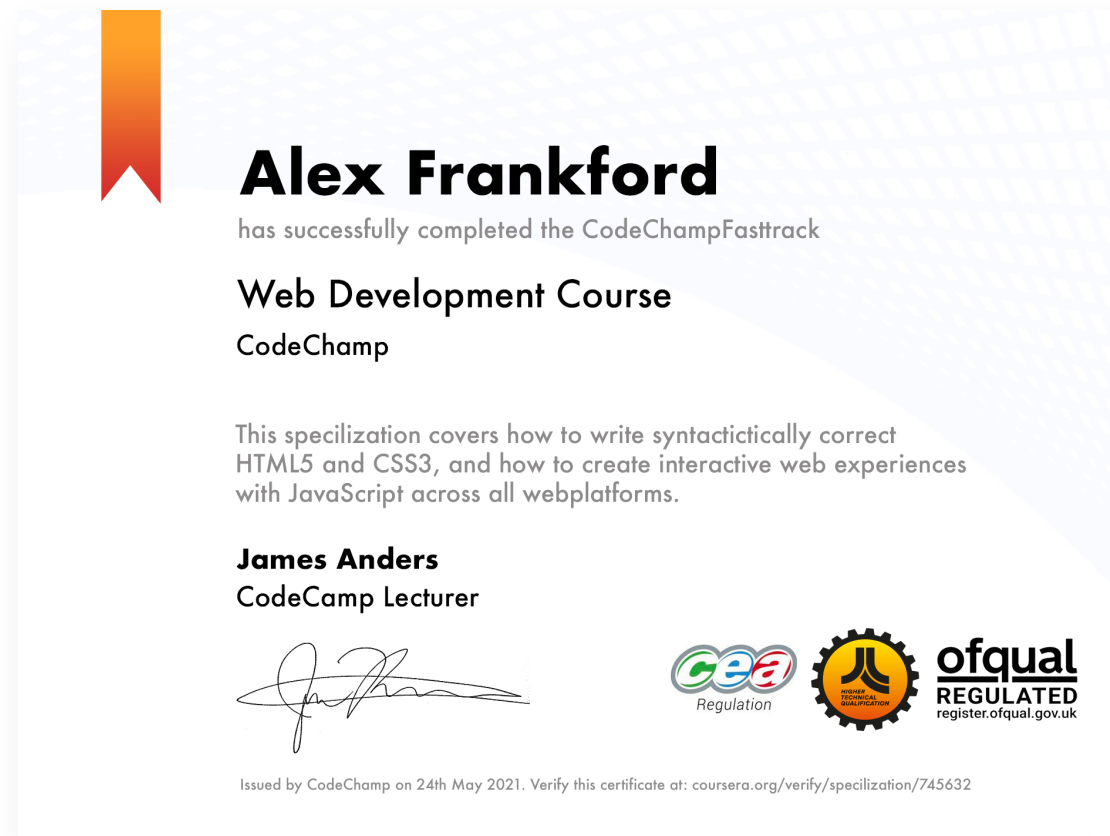 Alex Frankford
has successfully completed the CodeChampFasttrack
Web Development Course
CodeChamp
This specilization covers how to write syntactictically correct
HTML5 and CSS3, and how to create interactive web experiences
with JavaScript across all webplatforms.
James Anders
CodeCamp Lecturer
cea
Regulation
HIGHER
TECHNICAL
QUALIFICATION
ofqual
REGULATED
register.ofqual.gov.uk
Issued by CodeChamp on 24th May 2021. Verify this certificate at: coursera.org/verify/specilization/745632